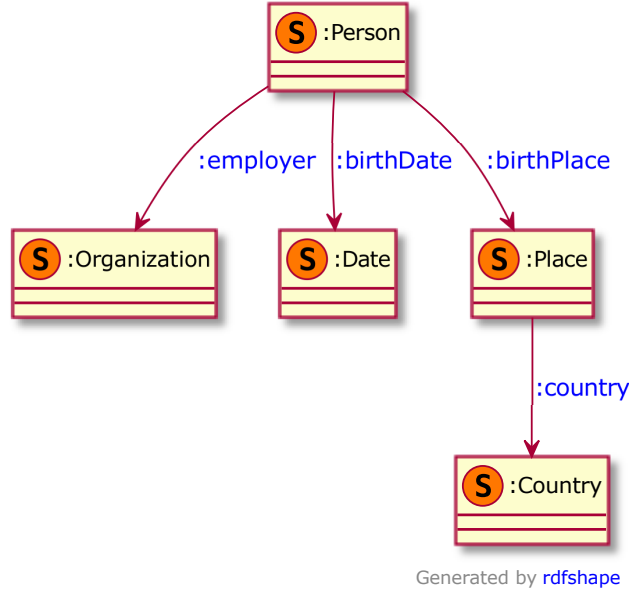 S :Person
:employer :birthDate :birthPlace
S :Organization
S :Date
S :Place
:country
S :Country
Generated by rdfshape